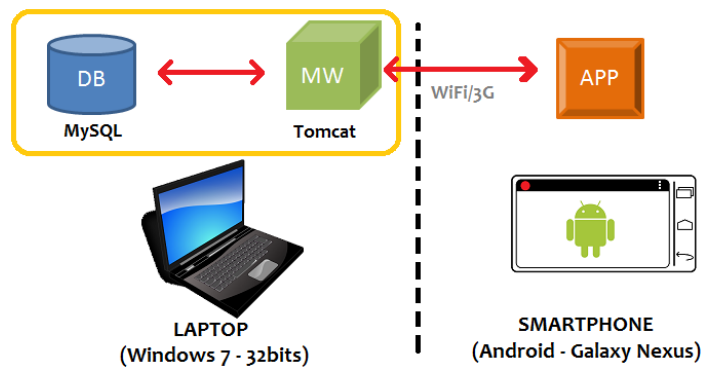 DB
MW
APP
WiFi/3G
MySQL
Tomcat
LAPTOP
(Windows 7 - 32bits)
SMARTPHONE
(Android - Galaxy Nexus)